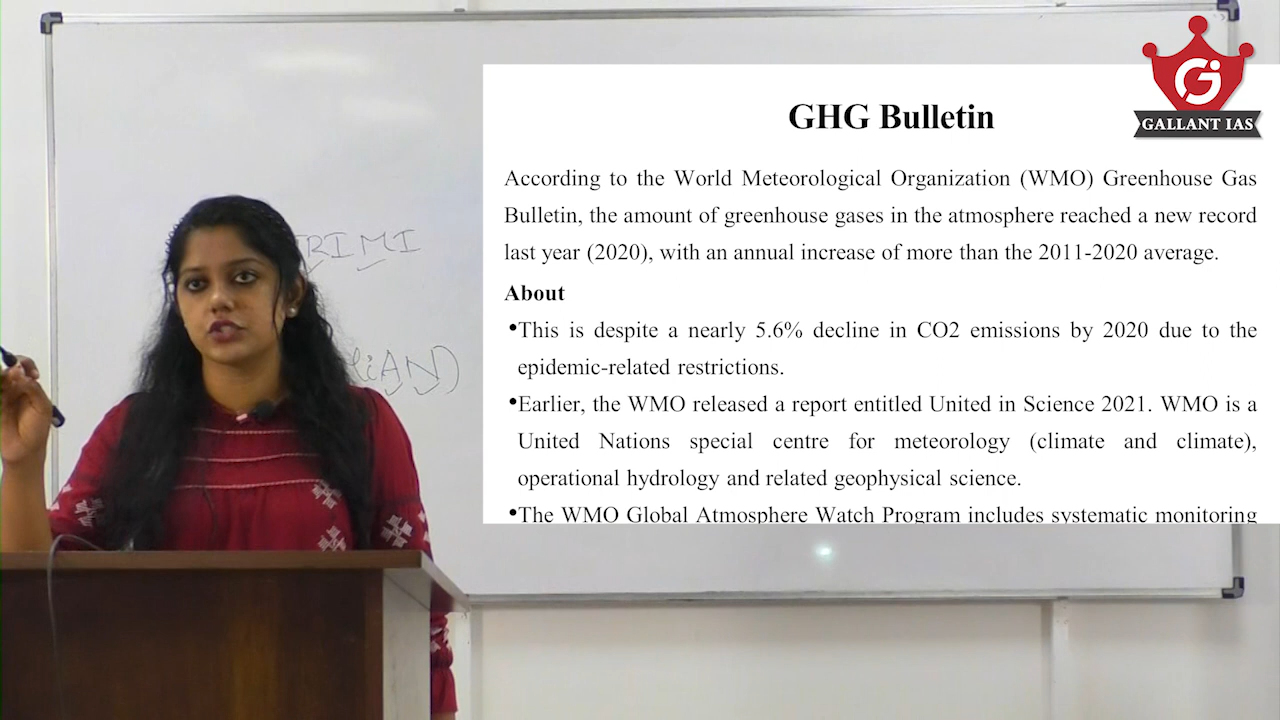 GHG Bulletin
GALLANT IAS
According to the World Meteorological Organization (WMO) Greenhouse Gas
Bulletin, the amount of greenhouse gases in the atmosphere reached a new record
last year (2020), with an annual increase of more than the 2011-2020 average.
About
•This is despite a nearly 5.6% decline in CO2 emissions by 2020 due to the
epidemic-related restrictions.
•Earlier, the WMO released a report entitled United in Science 2021. WMO is a
United Nations special centre for meteorology (climate and climate),
operational hydrology and related geophysical science.
•The WMO Global Atmosphere Watch Program includes systematic monitoring